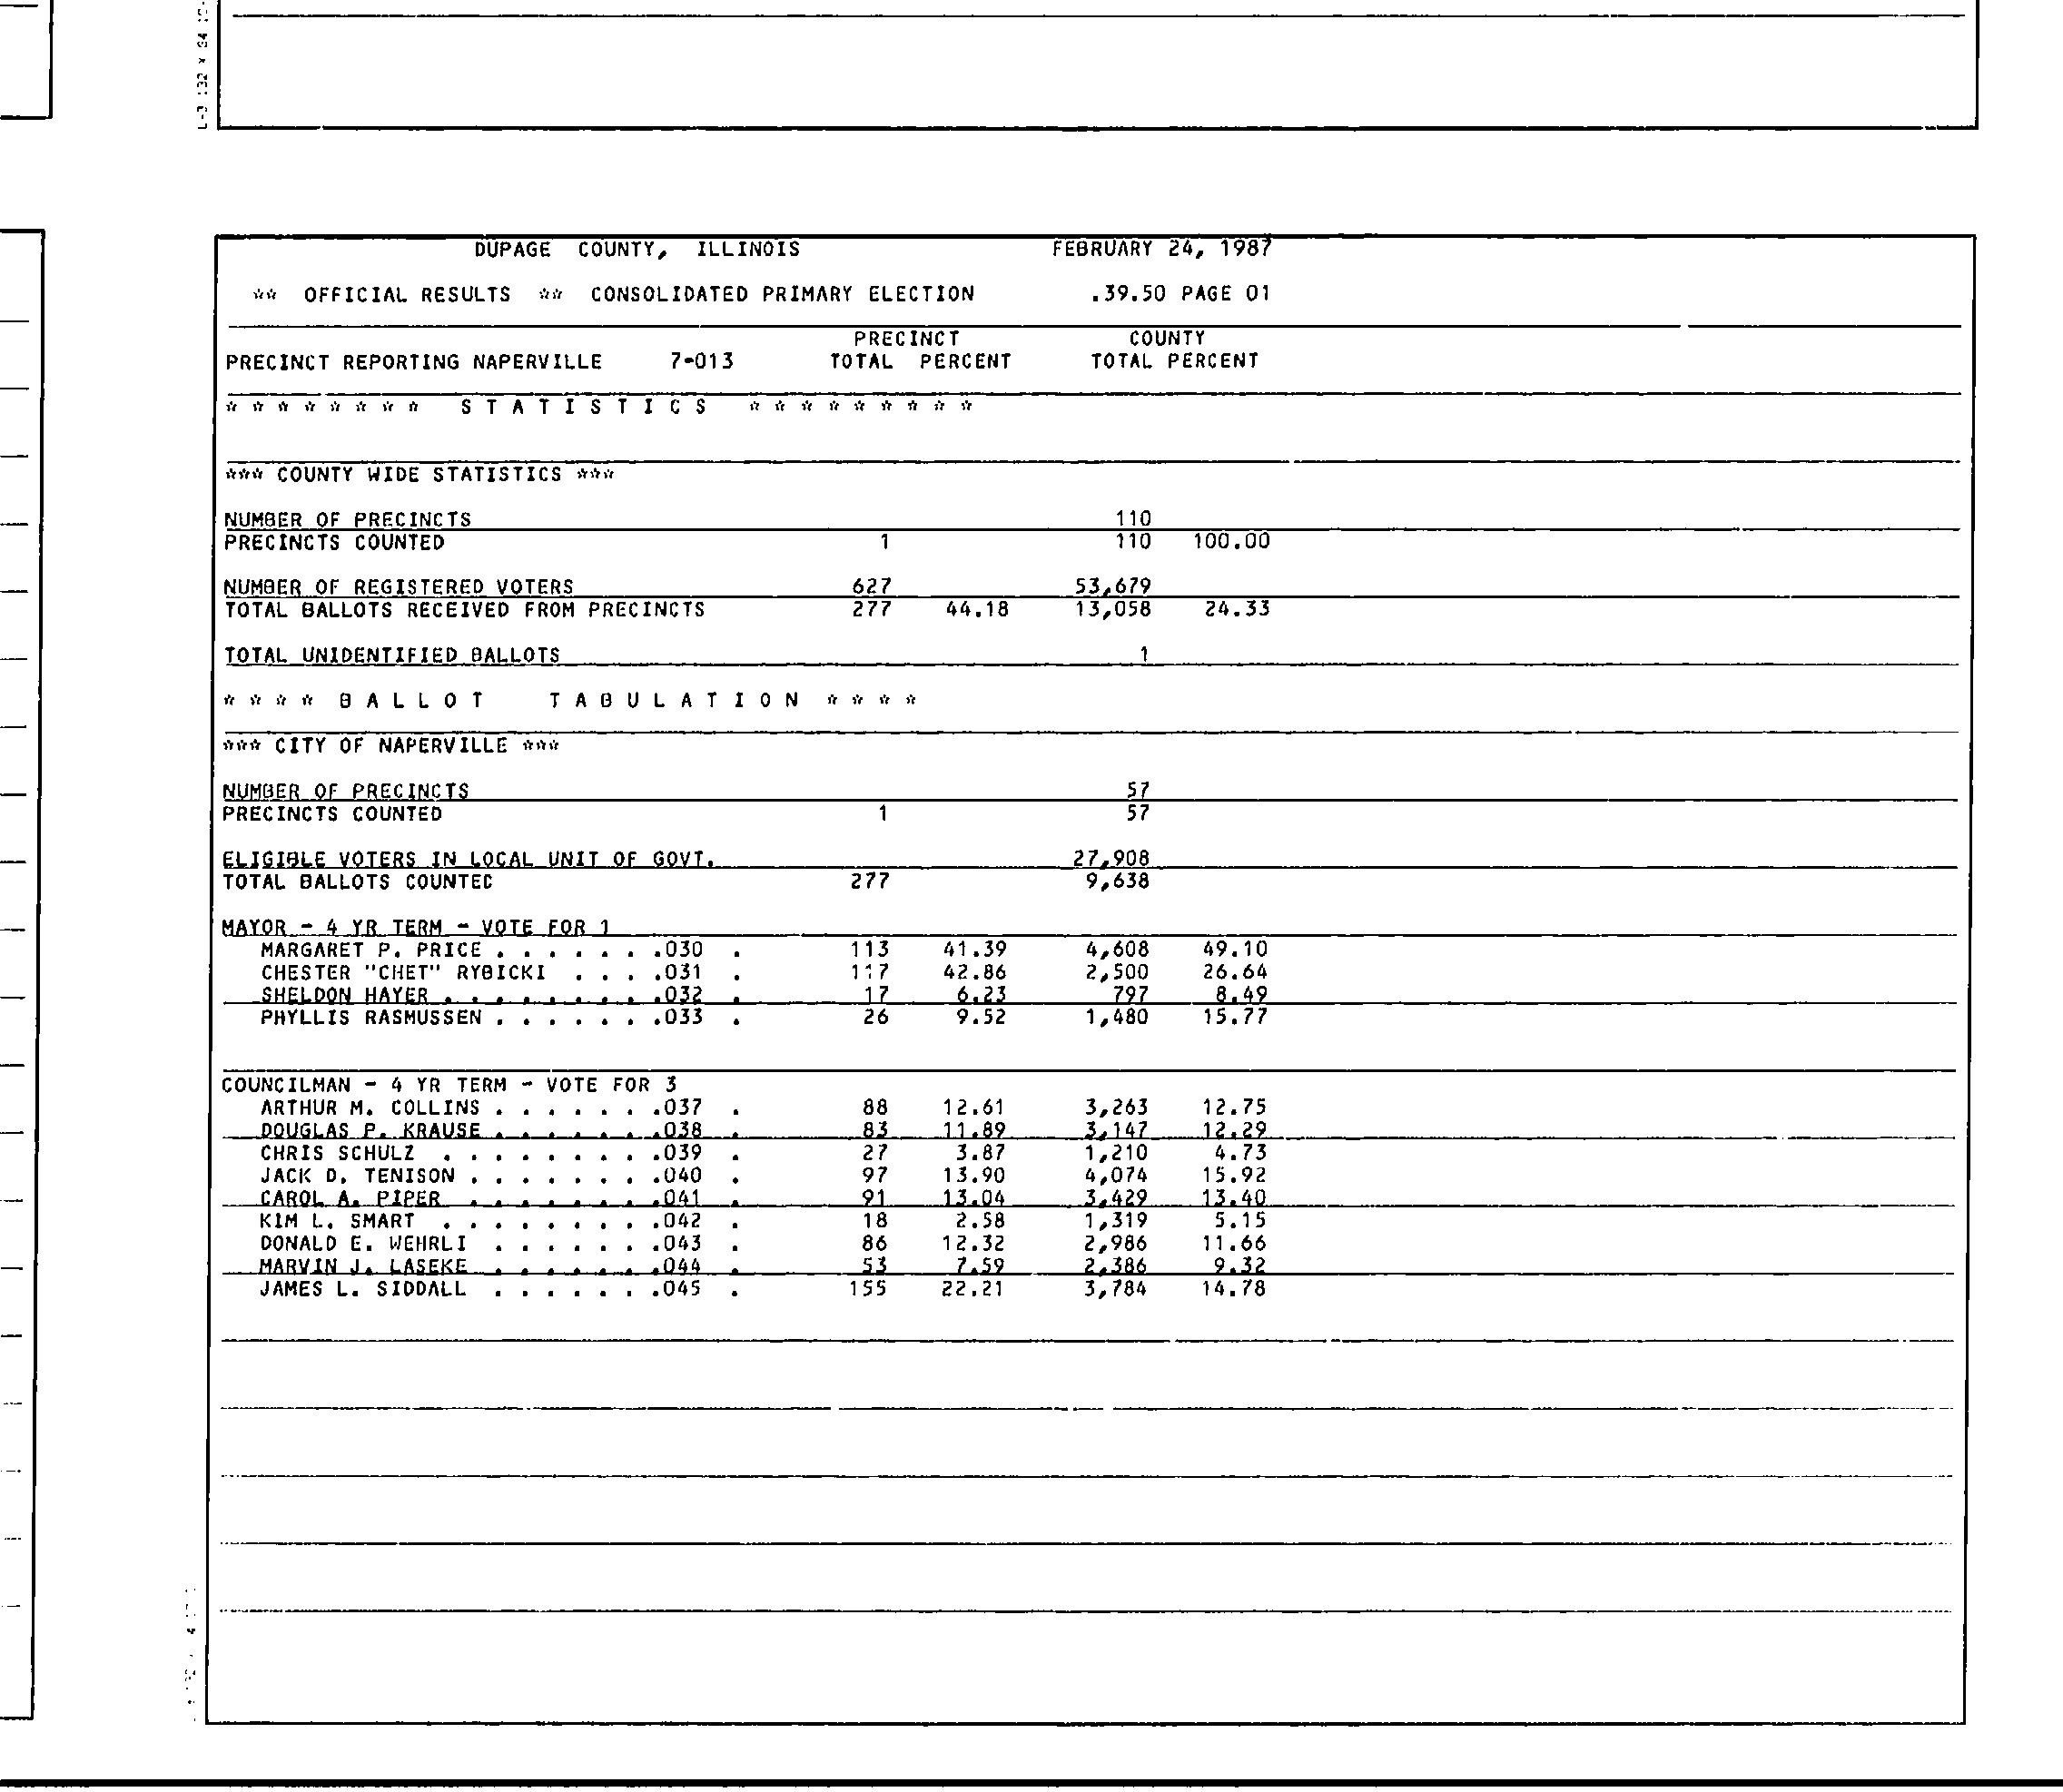 L-3 132 X 64
DUPAGE COUNTY, ILLINOIS FEBRUARY 24, 1987
** OFFICIAL RESULTS ** CONSOLIDATED PRIMARY ELECTION .39.50 PAGE 01
PRECINCT COUNTY
PRECINCT REPORTING NAPERVILLE 7-013 TOTAL PERCENT TOTAL PERCENT
* * * * * * * * S T A T I S T I C S * * * * * * * * *
*** COUNTY WIDE STATISTICS ***
NUMBER OF PRECINCTS 110
PRECINCTS COUNTED 1 110 100.00
NUMBER OF REGISTERED VOTERS 627 53,679
TOTAL BALLOTS RECEIVED FROM PRECINCTS 277 44.18 13,058 24.33
TOTAL UNIDENTIFIED BALLOTS 1
* * * * B A L L O T T A B U L A T I O N * * * *
*** CITY OF NAPERVILLE ***
NUMBER OF PRECINCTS 57
PRECINCTS COUNTED 1 57
ELIGIBLE VOTERS IN LOCAL UNIT OF GOVT. 27,908
TOTAL BALLOTS COUNTED 277 9,638
MAYOR - 4 YR TERM - VOTE FOR 1
MARGARET P. PRICE . . . . . . .030 . 113 41.39 4,608 49.10
CHESTER "CHET" RYBICKI . . . .031 . 117 42.86 2,500 26.64
SHELDON HAYER . . . . . . . . .032 . 17 6.23 797 8.49
PHYLLIS RASMUSSEN . . . . . . .033 . 26 9.52 1,480 15.77
COUNCILMAN - 4 YR TERM - VOTE FOR 3
ARTHUR M. COLLINS . . . . . . .037 . 88 12.61 3,263 12.75
DOUGLAS P. KRAUSE . . . . . . .038 . 83 11.89 3,147 12.29
CHRIS SCHULZ . . . . . . . . .039 . 27 3.87 1,210 4.73
JACK D. TENISON . . . . . . . .040 . 97 13.90 4,074 15.92
CAROL A. PIPER . . . . . . . .041 . 91 13.04 3,429 13.40
KIM L. SMART . . . . . . . . .042 . 18 2.58 1,319 5.15
DONALD E. WEHRLI . . . . . . .043 . 86 12.32 2,986 11.66
MARVIN J. LASEKE . . . . . . .044 . 53 7.59 2,386 9.32
JAMES L. SIDDALL . . . . . . .045 . 155 22.21 3,784 14.78